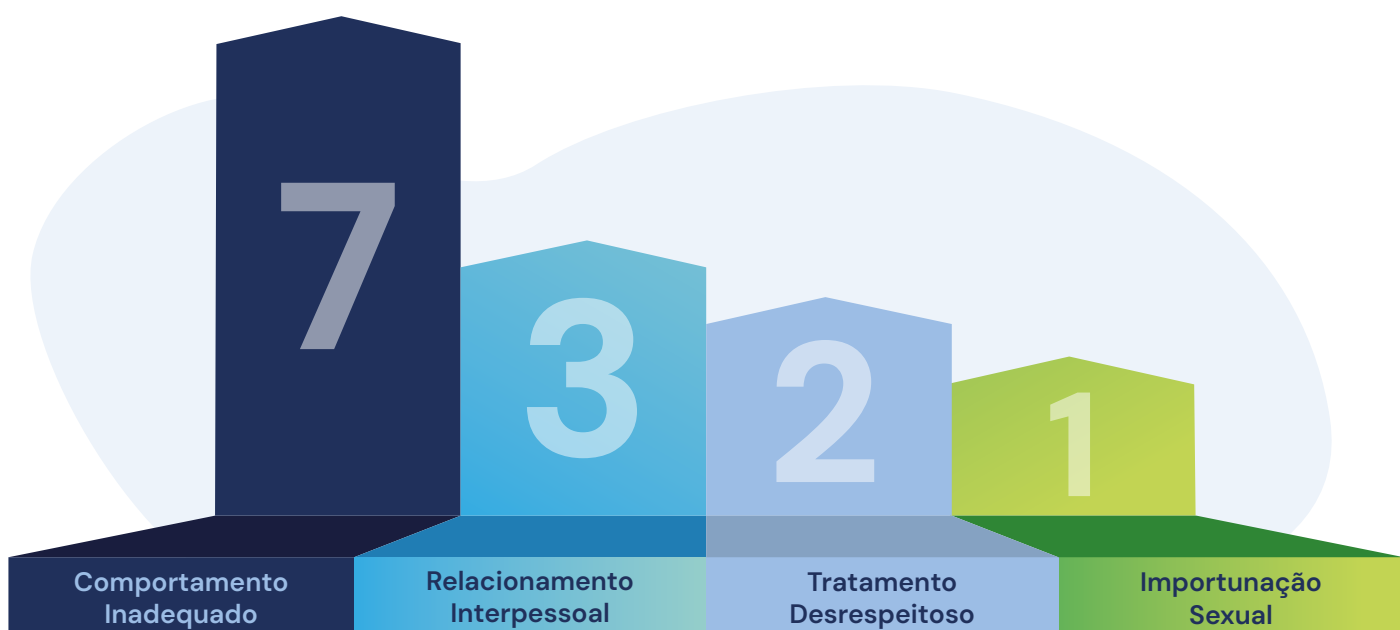 7
3
2
1
Comportamento
Inadequado
Relacionamento
Interpessoal
Tratamento
Desrespeitoso
Importunação
Sexual